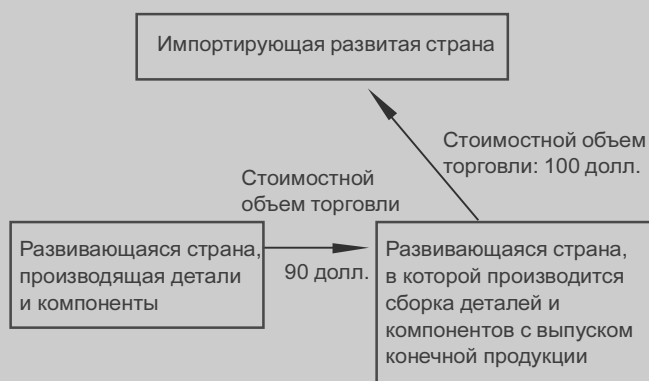 Импортирующая развитая страна
Стоимостной объем
торговли: 100 долл.
Стоимостной
объем торговли
90 долл.
Развивающаяся страна,
производящая детали
и компоненты
Развивающаяся страна,
в которой производится
сборка деталей и
компонентов с выпуском
конечной продукции